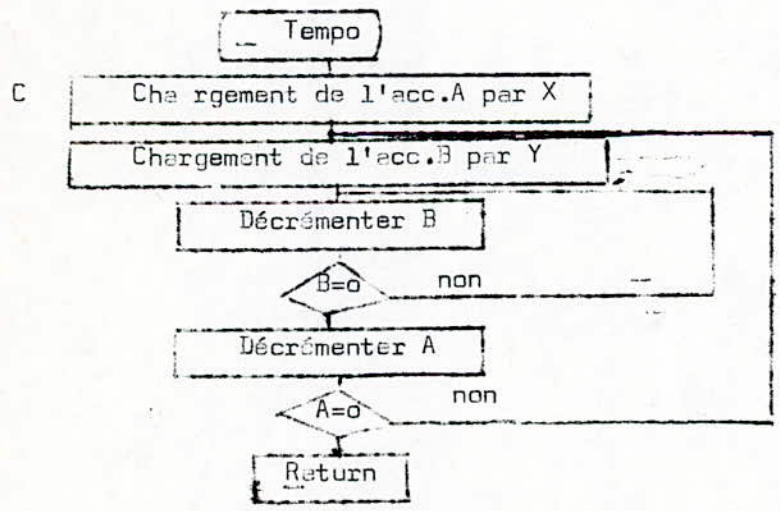 Tempo
C
Cha rgement de l'acc.A par X
Chargement de l'acc.B par Y
Décrémenter B
B=o
non
Décrémenter A
A=o
non
Return